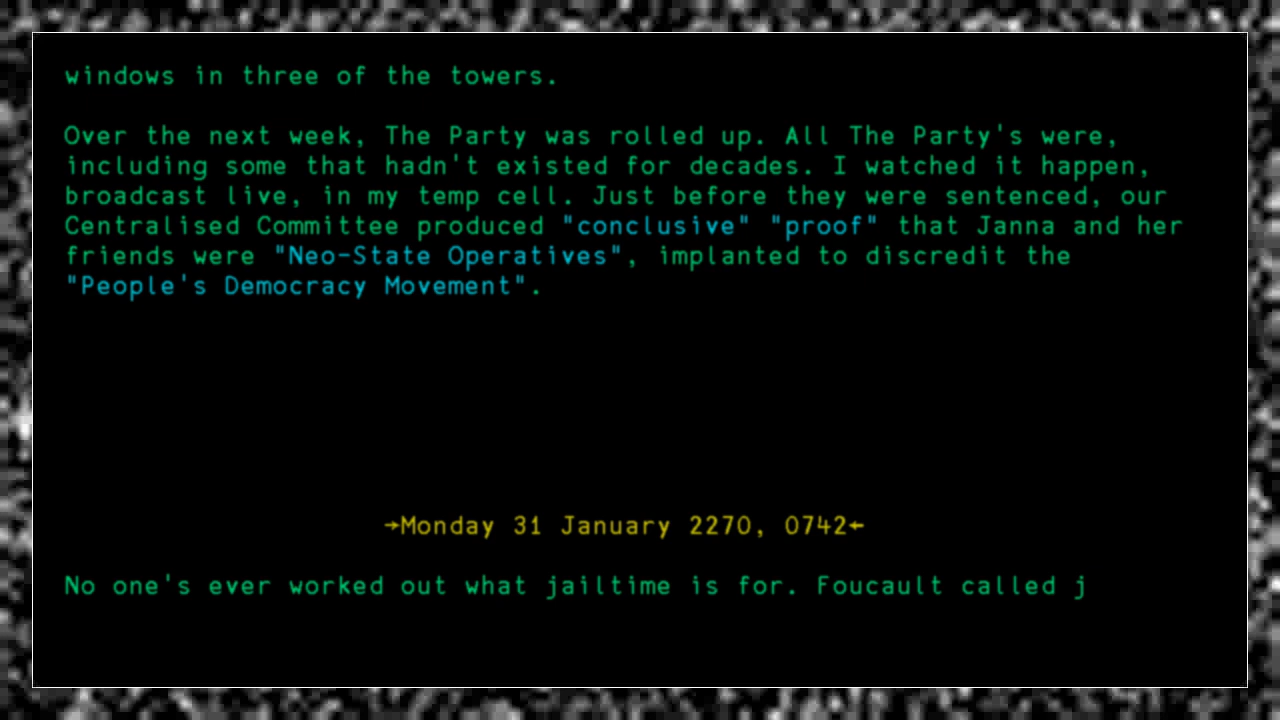 windows in three of the towers.
Over the next week, The Party was rolled up. All The Party's were,
including some that hadn't existed for decades. I watched it happen,
broadcast live, in my temp cell. Just before they were sentenced, our
Centralised Committee produced "conclusive" "proof" that Janna and her
friends were "Neo-State Operatives", implanted to discredit the
"People's Democracy Movement".
→Monday 31 January 2270, 0742←
No one's ever worked out what jailtime is for. Foucault called j